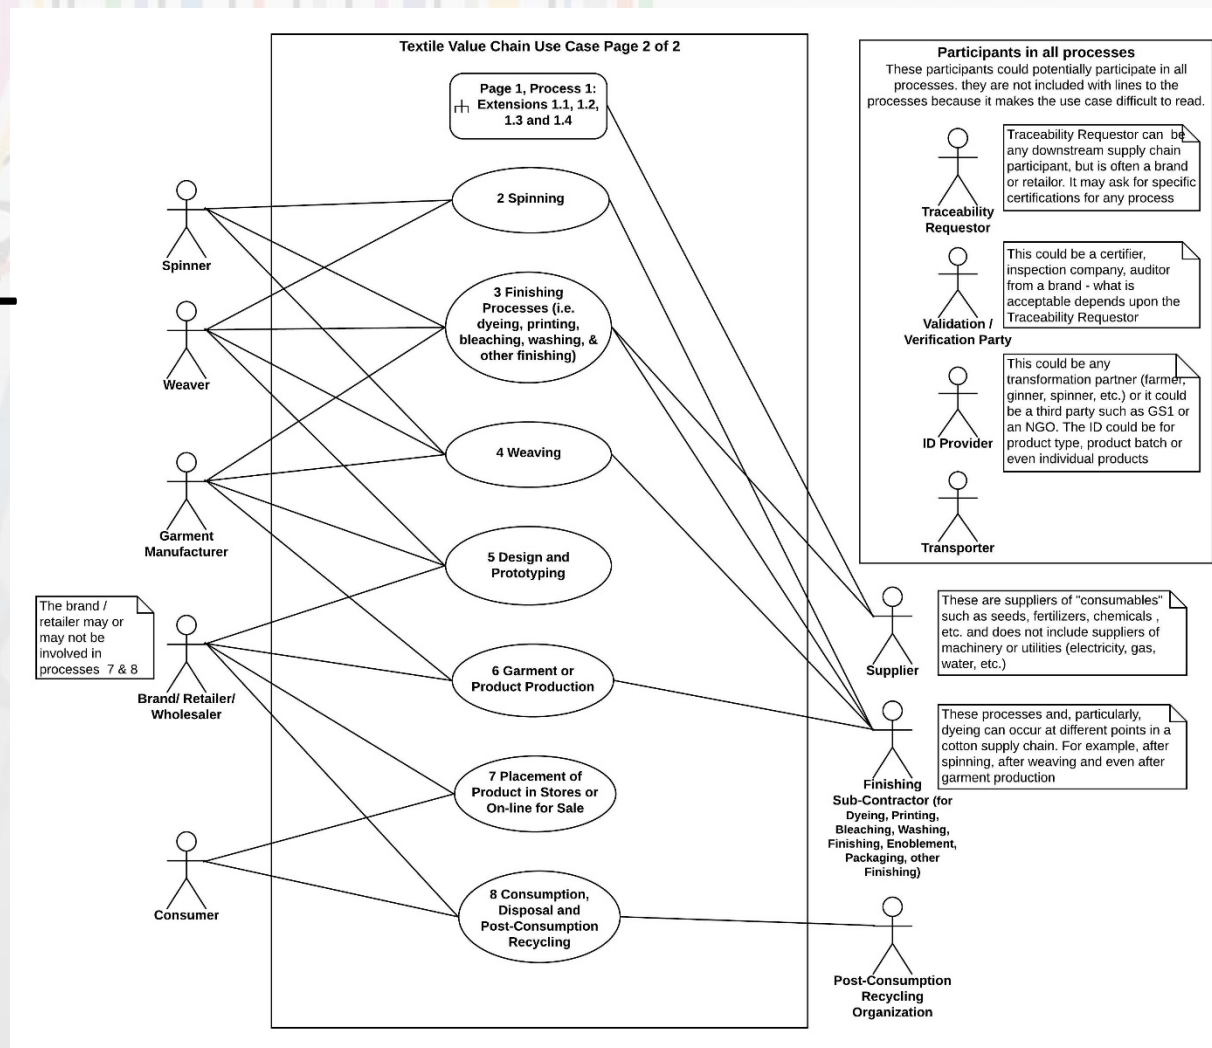 Textile Value Chain Use Case Page 2 of 2
Page 1, Process 1:
Extensions 1.1, 1.2,
1.3 and 1.4
2 Spinning
3 Finishing
Processes (i.e.
dyeing, printing,
bleaching, washing, &
other finishing)
4 Weaving
5 Design and
Prototyping
6 Garment or
Product Production
7 Placement of
Product in Stores or
On-line for Sale
8 Consumption,
Disposal and
Post-Consumption
Recycling
Spinner
Weaver
Garment
Manufacturer
The brand /
retailer may or
may not be
involved in
processes 7 & 8
Brand/ Retailer/
Wholesaler
Consumer
Participants in all processes
These participants could potentially participate in all
processes. they are not included with lines to the
processes because it makes the use case difficult to read.
Traceability Requestor can be
any downstream supply chain
participant, but is often a brand
or retailor. It may ask for specific
certifications for any process
Traceability
Requestor
This could be a certifier,
inspection company, auditor
from a brand - what is
acceptable depends upon the
Traceability Requestor
Validation /
Verification Party
This could be any
transformation partner (farmer,
ginner, spinner, etc.) or it could
be a third party such as GS1 or
an NGO. The ID could be for
product type, product batch or
even individual products
ID Provider
Transporter
These are suppliers of "consumables"
such as seeds, fertilizers, chemicals ,
etc. and does not include suppliers of
machinery or utilities (electricity, gas,
water, etc.)
Supplier
These processes and, particularly,
dyeing can occur at different points in a
cotton supply chain. For example, after
spinning, after weaving and even after
garment production
Finishing
Sub-Contractor (for
Dyeing, Printing,
Bleaching, Washing,
Finishing, Enoblement,
Packaging, other
Finishing)
Post-Consumption
Recycling
Organization